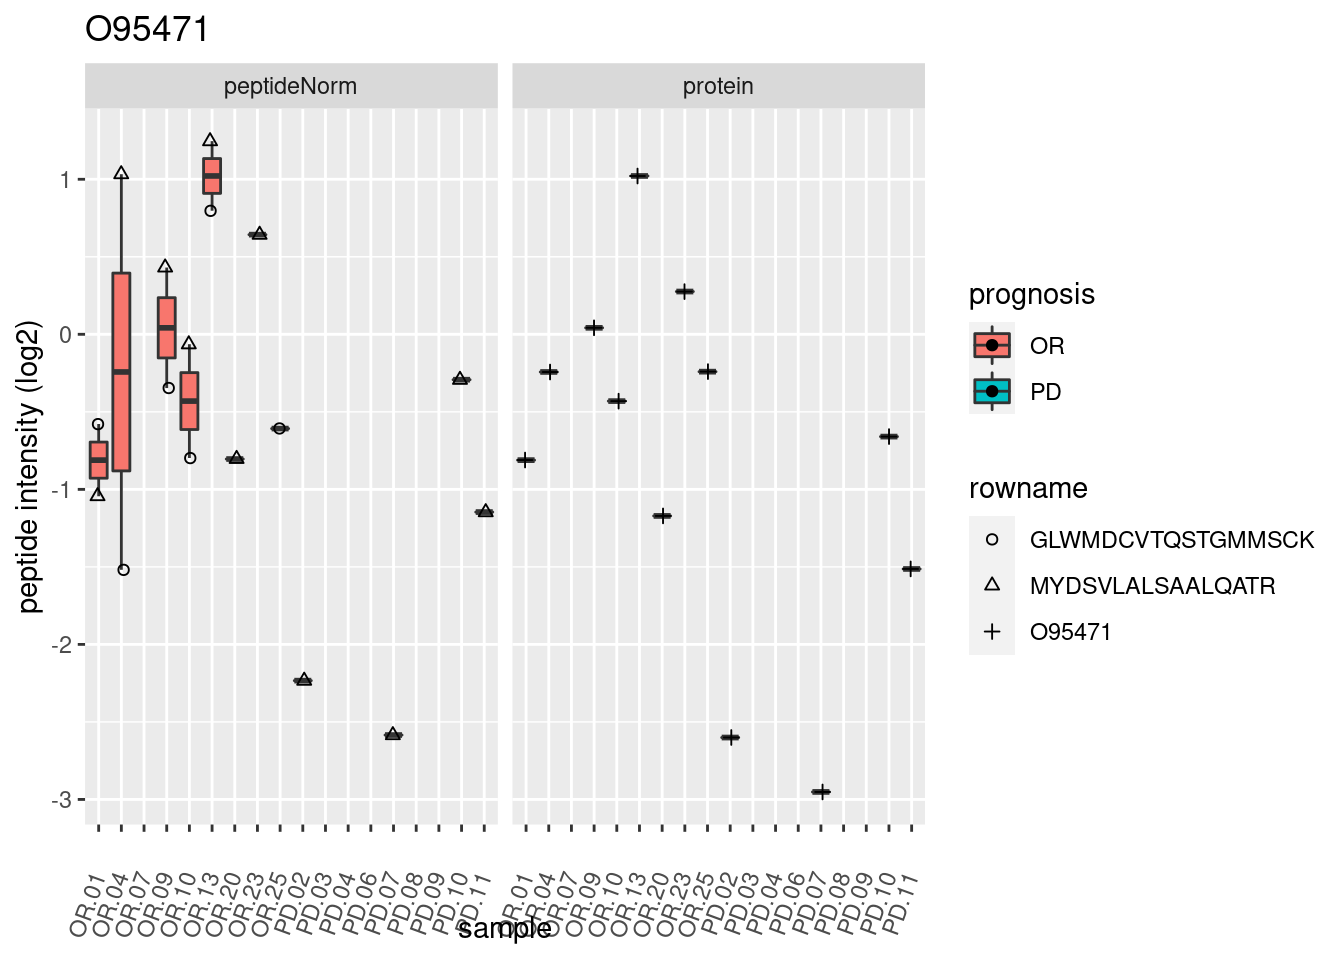 O95471
peptideNorm
protein
1
0
-1
-2
-3
peptide intensity (log2)
OR.01 OR.04 OR.07 OR.09 OR.10 OR.13 OR.20 OR.23 OR.25 PD.02 PD.03 PD.04 PD.06 PD.07 PD.08 PD.09 PD.10 PD.11
OR.01 OR.04 OR.07 OR.09 OR.10 OR.13 OR.20 OR.23 OR.25 PD.02 PD.03 PD.04 PD.06 PD.07 PD.08 PD.09 PD.10 PD.11
sample
prognosis
OR
PD
rowname
GLWMDCVTQSTGMMSCK
MYDSVLALSAALQATR
O95471